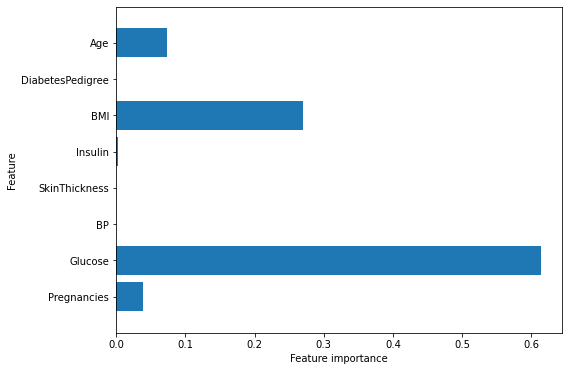 Age
DiabetesPedigree
BMI
Insulin
SkinThickness
BP
Glucose
Pregnancies
Feature
0.0 0.1 0.2 0.3 0.4 0.5 0.6
Feature importance